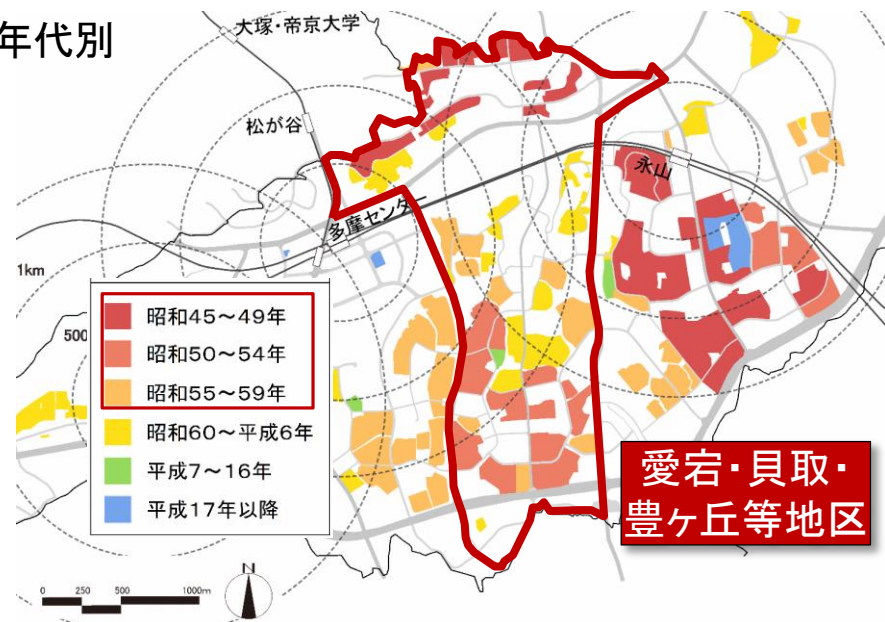 年代別
大塚・帝京大学
松が谷
永山
多摩センター
1km
500
昭和45～49年
昭和50～54年
昭和55～59年
昭和60～平成6年
平成7～16年
平成17年以降
愛宕・貝取・
豊ヶ丘等地区
N
0 250 500 1000m